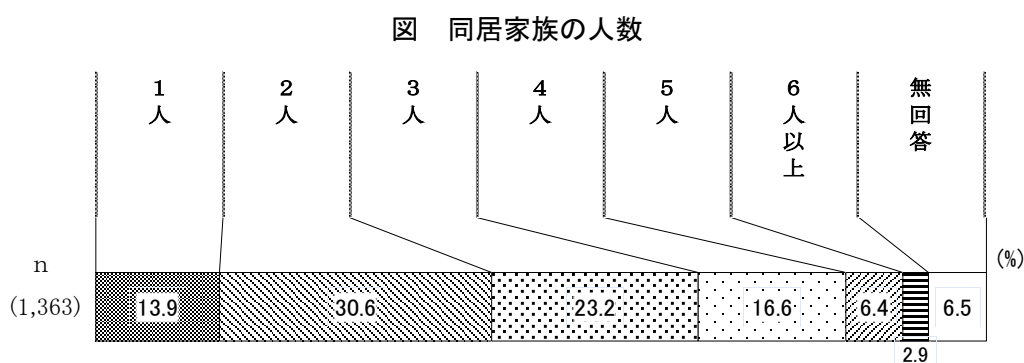 図　同居家族の人数
1人
2人
3人
4人
5人
6人以上
無回答
(%)
n
(1,363)
13.9
30.6
23.2
16.6
6.4
2.9
6.5